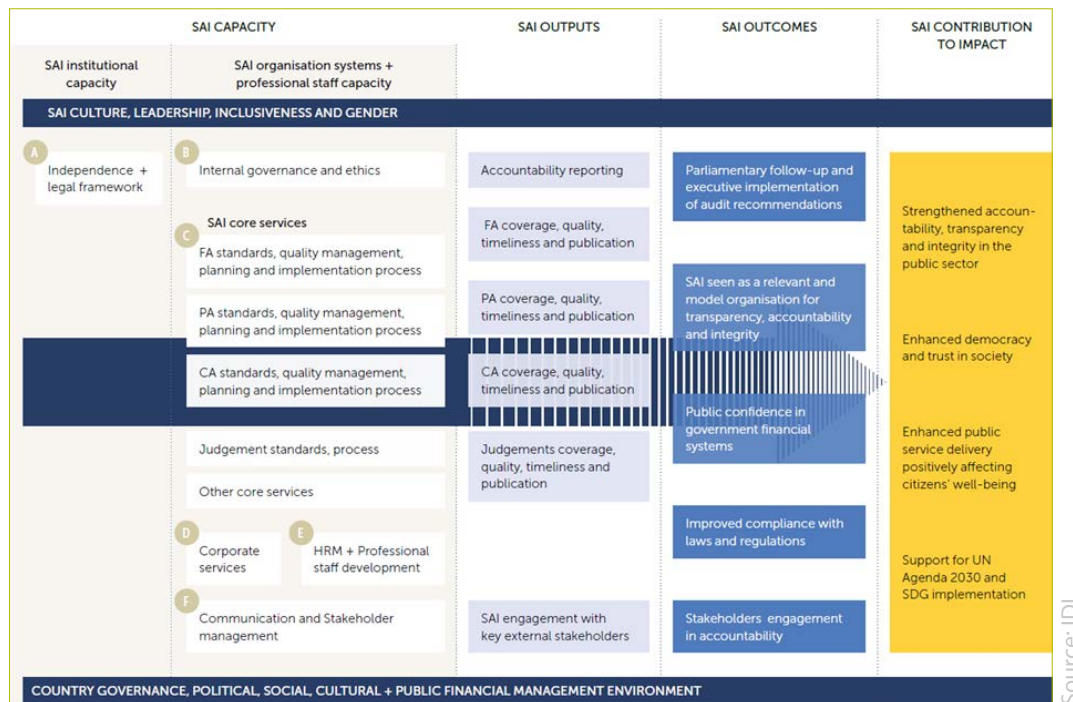 SAI CAPACITY
SAI OUTPUTS
SAI OUTCOMES
SAI CONTRIBUTION
TO IMPACT
SAI institutional
capacity
SAI organisation systems +
professional staff capacity
SAI CULTURE, LEADERSHIP, INCLUSIVENESS AND GENDER
A
Independence +
legal framework
B
Internal governance and ethics
SAI core services
C
FA standards, quality management,
planning and implementation process
PA standards, quality management,
planning and implementation process
CA standards, quality management,
planning and implementation process
Judgement standards, process
Other core services
D
Corporate
services
E
HRM + Professional
staff development
F
Communication and Stakeholder
management
Accountability reporting
FA coverage, quality,
timeliness and publication
PA coverage, quality,
timeliness and publication
CA coverage, quality,
timeliness and publication
Judgements coverage,
quality, timeliness and
publication
SAI engagement with
key external stakeholders
Parliamentary follow-up and
executive implementation
of audit recommendations
SAI seen as a relevant and
model organisation for
transparency, accountability
and integrity
Public confidence in
government financial
systems
Improved compliance with
laws and regulations
Stakeholders engagement
in accountability
Strengthened accoun-
tability, transparency
and integrity in the
public sector
Enhanced democracy
and trust in society
Enhanced public
service delivery
positively affecting
citizens' well-being
Support for UN
Agenda 2030 and
SDG implementation
COUNTRY GOVERNANCE, POLITICAL, SOCIAL, CULTURAL + PUBLIC FINANCIAL MANAGEMENT ENVIRONMENT
Source: IDI